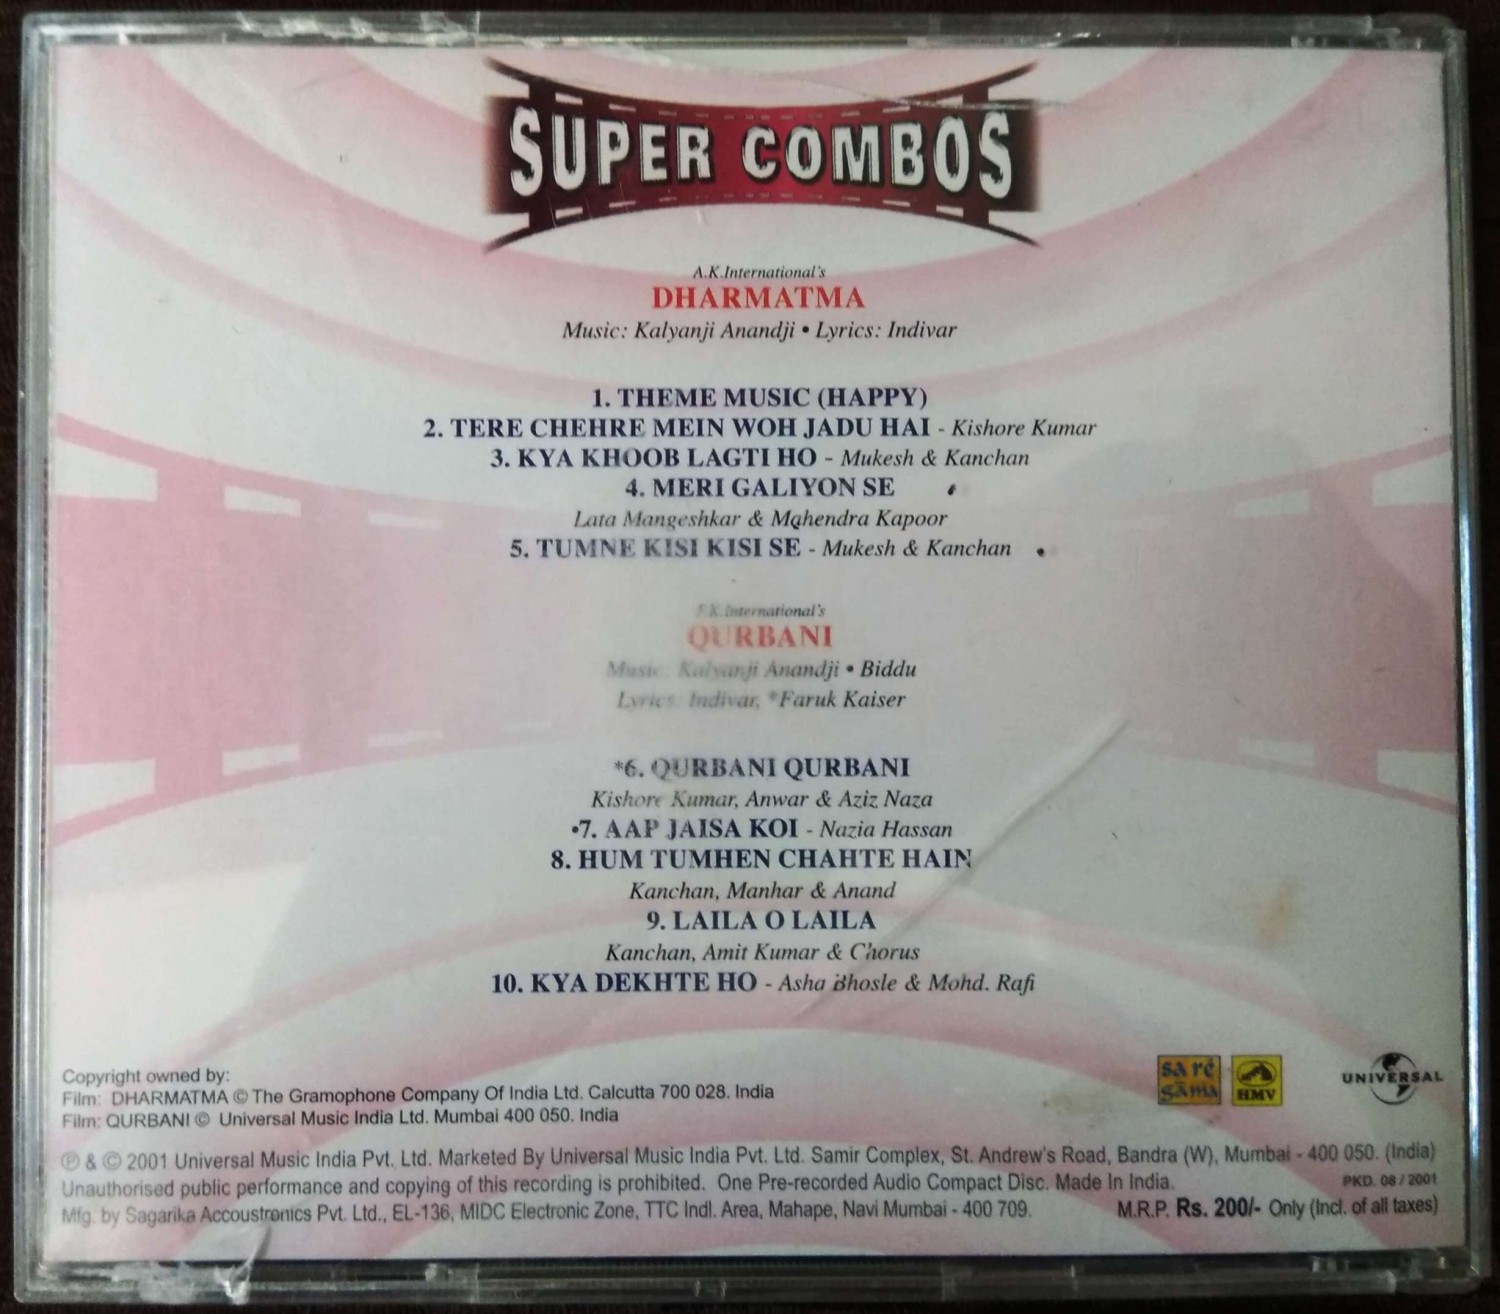 SUPER COMBOS
A.K.International's
DHARMATMA
Music: Kalyanji Anandji • Lyrics: Indivar
1. THEME MUSIC (HAPPY)
2. TERE CHEHRE MEIN WOH JADU HAI - Kishore Kumar
3. KYA KHOOB LAGTI HO - Mukesh & Kanchan
4. MERI GALIYON SE
Lata Mangeshkar & Mahendra Kapoor
5. TUMNE KISI KISI SE - Mukesh & Kanchan
F.K.International's
QURBANI
Music: Kalyanji Anandji • Biddu
Lyrics: Indivar, *Faruk Kaiser
*6. QURBANI QURBANI
Kishore Kumar, Anwar & Aziz Naza
•7. AAP JAISA KOI - Nazia Hassan
8. HUM TUMHEN CHAHTE HAIN
Kanchan, Manhar & Anand
9. LAILA O LAILA
Kanchan, Amit Kumar & Chorus
10. KYA DEKHTE HO - Asha Bhosle & Mohd. Rafi
Copyright owned by:
Film: DHARMATMA © The Gramophone Company Of India Ltd. Calcutta 700 028. India
Film: QURBANI © Universal Music India Ltd. Mumbai 400 050. India
sa rē
gāma
HMV
UNIVERSAL
℗ & © 2001 Universal Music India Pvt. Ltd. Marketed By Universal Music India Pvt. Ltd. Samir Complex, St. Andrew's Road, Bandra (W), Mumbai - 400 050. (India)
Unauthorised public performance and copying of this recording is prohibited. One Pre-recorded Audio Compact Disc. Made In India. PKD. 08 / 2001
Mfg. by Sagarika Accoustronics Pvt. Ltd., EL-136, MIDC Electronic Zone, TTC Indl. Area, Mahape, Navi Mumbai - 400 709. M.R.P. Rs. 200/- Only (Incl. of all taxes)